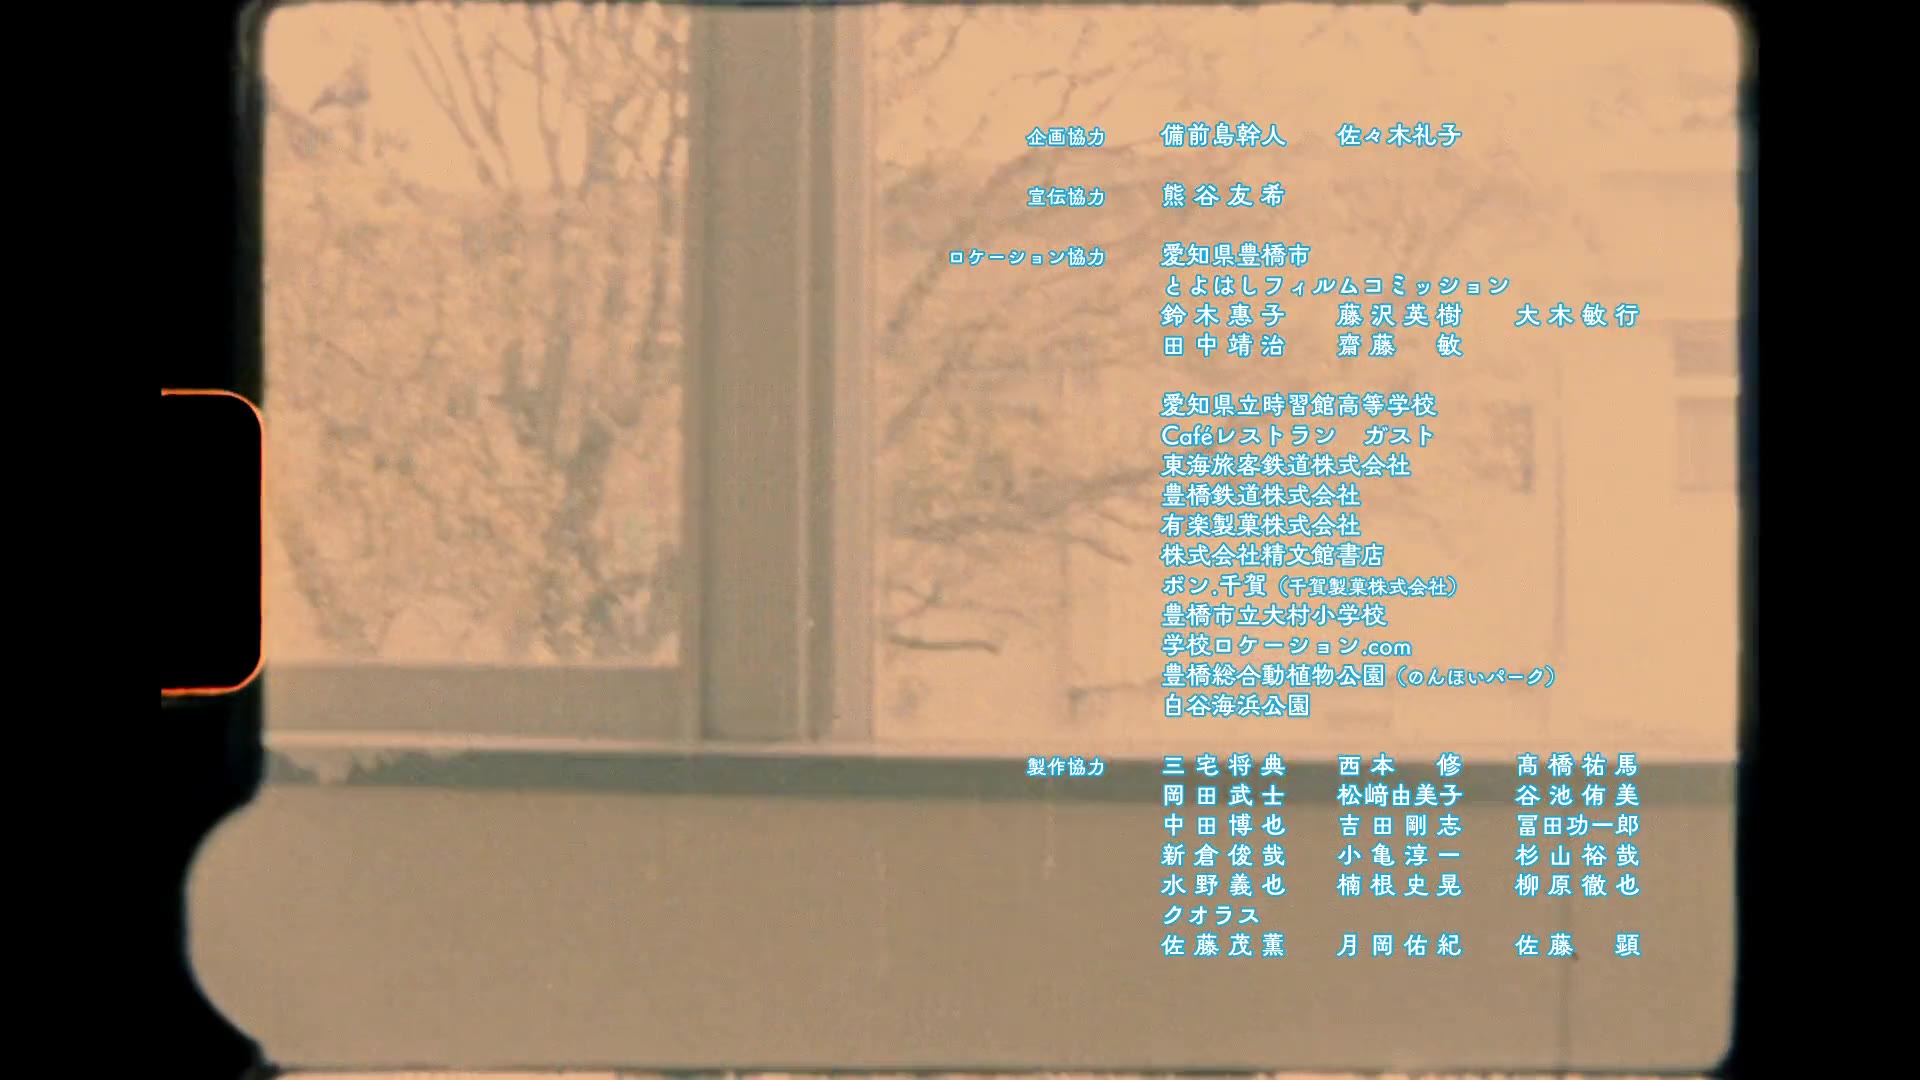 企画協力 備前島幹人 佐々木礼子
宣伝協力 熊谷友希
ロケーション協力 愛知県豊橋市
とよはしフィルムコミッション
鈴木惠子 藤沢英樹 大木敏行
田中靖治 齋藤 敏
愛知県立時習館高等学校
Caféレストラン ガスト
東海旅客鉄道株式会社
豊橋鉄道株式会社
有楽製菓株式会社
株式会社精文館書店
ボン.千賀（千賀製菓株式会社）
豊橋市立大村小学校
学校ロケーション.com
豊橋総合動植物公園（のんほいパーク）
白谷海浜公園
製作協力 三宅将典 西本 修 髙橋祐馬
岡田武士 松﨑由美子 谷池侑美
中田博也 吉田剛志 冨田功一郎
新倉俊哉 小亀淳一 杉山裕哉
水野義也 楠根史晃 柳原徹也
クオラス
佐藤茂薫 月岡佑紀 佐藤 顕